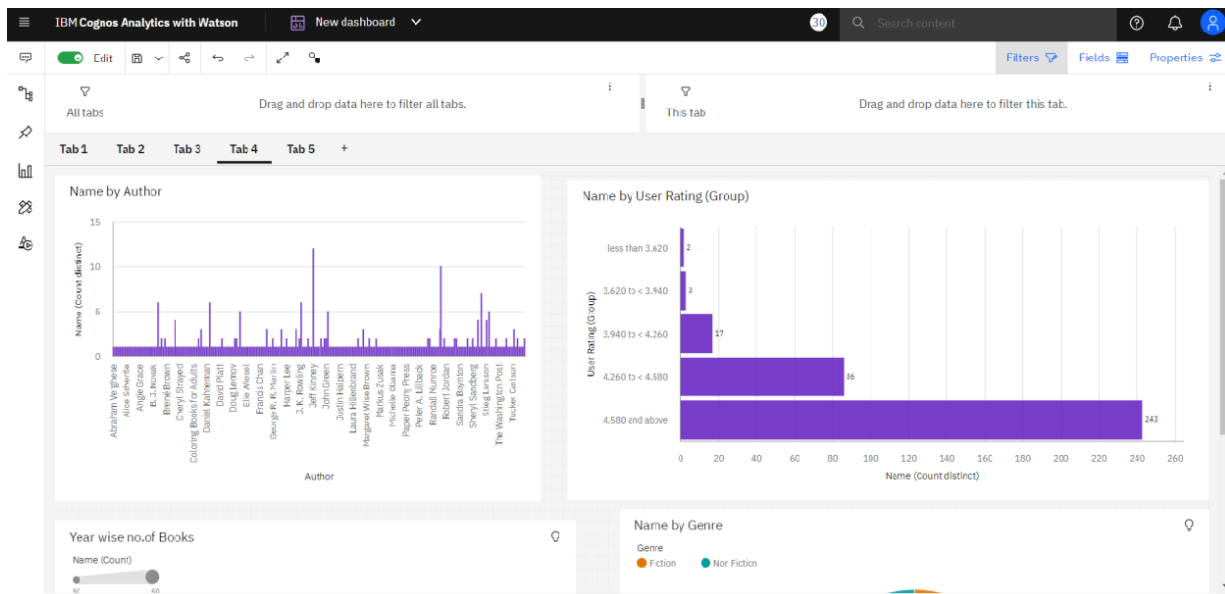 IBM Cognos Analytics with Watson
New dashboard
30
Search content
Edit
Filters
Fields
Properties
All tabs
Drag and drop data here to filter all tabs.
This tab
Drag and drop data here to filter this tab.
Tab 1
Tab 2
Tab 3
Tab 4
Tab 5
+
Name by Author
Name (Count distinct)
15
10
5
0
Abraham Verghese
Alice Schertle
Angie Grace
B. J. Novak
Brené Brown
Cheryl Strayed
Coloring Books for Adults
Daniel Kahneman
David Platt
Doug Lemov
Elie Wiesel
Francis Chan
George R. R. Martin
Harper Lee
J. K. Rowling
Jeff Kinney
John Green
Justin Halpern
Laura Hillenbrand
Margaret Wise Brown
Markus Zusak
Michelle Obama
Paper Peony Press
Peter A. Lillback
Randall Munroe
Robert Jordan
Sandra Boynton
Sheryl Sandberg
Stieg Larsson
The Washington Post
Tucker Carlson
Author
Name by User Rating (Group)
User Rating (Group)
less than 3.620
2
3.620 to < 3.940
3
3.940 to < 4.260
17
4.260 to < 4.580
86
4.580 and above
243
0 20 40 60 80 100 120 140 160 180 200 220 240 260
Name (Count distinct)
Year wise no.of Books
Name (Count)
50 50
Name by Genre
Genre
Fiction
Non Fiction